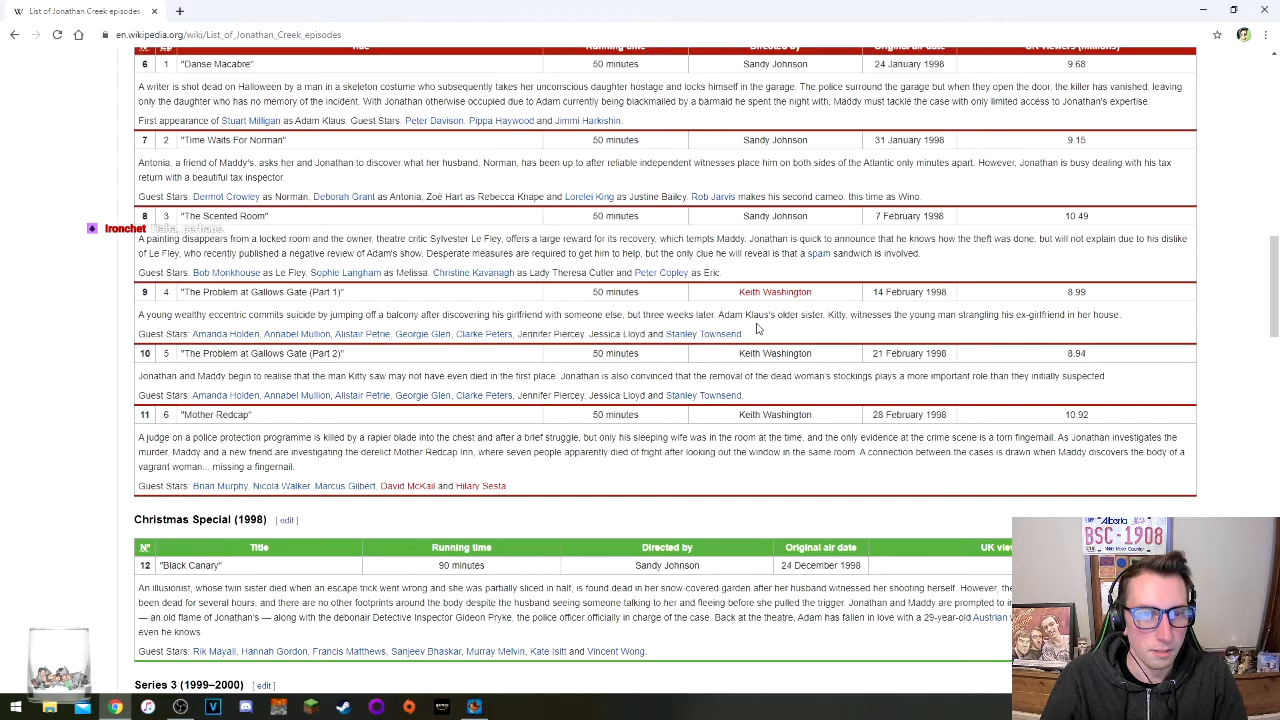 List of Jonathan Creek episodes
en.wikipedia.org/wiki/List_of_Jonathan_Creek_episodes
Nº Ep Title Running time Directed by Original air date UK viewers (millions)
6 1 "Danse Macabre" 50 minutes Sandy Johnson 24 January 1998 9.68
A writer is shot dead on Halloween by a man in a skeleton costume who subsequently takes her unconscious daughter hostage and locks himself in the garage. The police surround the garage but when they open the door, the killer has vanished, leaving
only the daughter who has no memory of the incident. With Jonathan otherwise occupied due to Adam currently being blackmailed by a barmaid he spent the night with, Maddy must tackle the case with only limited access to Jonathan's expertise.
First appearance of Stuart Milligan as Adam Klaus. Guest Stars: Peter Davison, Pippa Haywood and Jimmi Harkishin.
7 2 "Time Waits For Norman" 50 minutes Sandy Johnson 31 January 1998 9.15
Antonia, a friend of Maddy's, asks her and Jonathan to discover what her husband, Norman, has been up to after reliable independent witnesses place him on both sides of the Atlantic only minutes apart. However, Jonathan is busy dealing with his tax
return with a beautiful tax inspector.
Guest Stars: Dermot Crowley as Norman, Deborah Grant as Antonia, Zoë Hart as Rebecca Knape and Lorelei King as Justine Bailey. Rob Jarvis makes his second cameo, this time as Wino.
8 3 "The Scented Room" 50 minutes Sandy Johnson 7 February 1998 10.49
Ironchet Haha, perhaps.
A painting disappears from a locked room and the owner, theatre critic Sylvester Le Fley, offers a large reward for its recovery, which tempts Maddy. Jonathan is quick to announce that he knows how the theft was done, but will not explain due to his dislike
of Le Fley, who recently published a negative review of Adam's show. Desperate measures are required to get him to help, but the only clue he will reveal is that a spam sandwich is involved.
Guest Stars: Bob Monkhouse as Le Fley, Sophie Langham as Melissa, Christine Kavanagh as Lady Theresa Cutler and Peter Copley as Eric.
9 4 "The Problem at Gallows Gate (Part 1)" 50 minutes Keith Washington 14 February 1998 8.99
A young wealthy eccentric commits suicide by jumping off a balcony after discovering his girlfriend with someone else, but three weeks later, Adam Klaus's older sister, Kitty, witnesses the young man strangling his ex-girlfriend in her house.
Guest Stars: Amanda Holden, Annabel Mullion, Alistair Petrie, Georgie Glen, Clarke Peters, Jennifer Piercey, Jessica Lloyd and Stanley Townsend
10 5 "The Problem at Gallows Gate (Part 2)" 50 minutes Keith Washington 21 February 1998 8.94
Jonathan and Maddy begin to realise that the man Kitty saw may not have even died in the first place. Jonathan is also convinced that the removal of the dead woman's stockings plays a more important role than they initially suspected
Guest Stars: Amanda Holden, Annabel Mullion, Alistair Petrie, Georgie Glen, Clarke Peters, Jennifer Piercey, Jessica Lloyd and Stanley Townsend.
11 6 "Mother Redcap" 50 minutes Keith Washington 28 February 1998 10.92
A judge on a police protection programme is killed by a rapier blade into the chest and after a brief struggle, but only his sleeping wife was in the room at the time, and the only evidence at the crime scene is a torn fingernail. As Jonathan investigates the
murder, Maddy and a new friend are investigating the derelict Mother Redcap Inn, where seven people apparently died of fright after looking out the window in the same room. A connection between the cases is drawn when Maddy discovers the body of a
vagrant woman... missing a fingernail.
Guest Stars: Brian Murphy, Nicola Walker, Marcus Gilbert, David McKail and Hilary Sesta
Christmas Special (1998) [ edit ]
Nº Title Running time Directed by Original air date UK vie
12 "Black Canary" 90 minutes Sandy Johnson 24 December 1998
An illusionist, whose twin sister died when an escape trick went wrong and she was partially sliced in half, is found dead in her snow-covered garden after her husband witnessed her shooting herself. However, the
been dead for several hours, and there are no other footprints around the body despite the husband seeing someone talking to her and fleeing before she pulled the trigger. Jonathan and Maddy are prompted to
— an old flame of Jonathan's — along with the debonair Detective Inspector Gideon Pryke, the police officer officially in charge of the case. Back at the theatre, Adam has fallen in love with a 29-year-old Austrian
even he knows.
Guest Stars: Rik Mayall, Hannah Gordon, Francis Matthews, Sanjeev Bhaskar, Murray Melvin, Kate Isitt and Vincent Wong.
Series 3 (1999–2000) [ edit ]
Alberta
BSC-1908